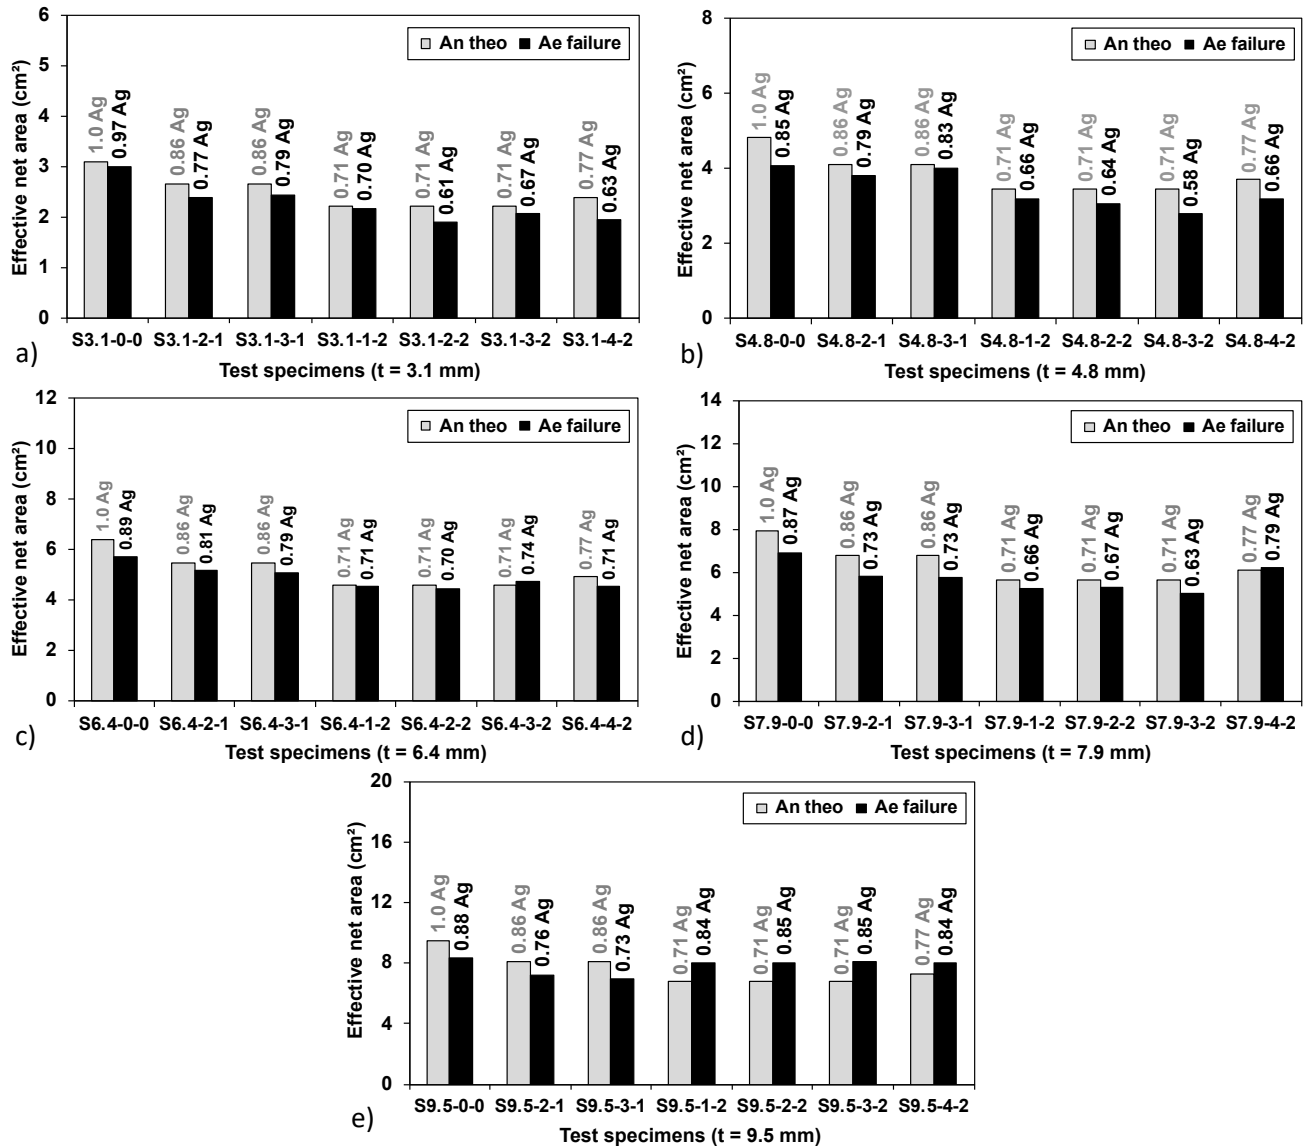 Effective net area (cm²)
6
5
4
3
2
1
0
An theo Ae failure
1.0 Ag
0.97 Ag
0.86 Ag
0.77 Ag
0.86 Ag
0.79 Ag
0.71 Ag
0.70 Ag
0.71 Ag
0.61 Ag
0.71 Ag
0.67 Ag
0.77 Ag
0.63 Ag
S3.1-0-0 S3.1-2-1 S3.1-3-1 S3.1-1-2 S3.1-2-2 S3.1-3-2 S3.1-4-2
a)
Test specimens (t = 3.1 mm)
Effective net area (cm²)
8
6
4
2
0
An theo Ae failure
1.0 Ag
0.85 Ag
0.86 Ag
0.79 Ag
0.86 Ag
0.83 Ag
0.71 Ag
0.66 Ag
0.71 Ag
0.64 Ag
0.71 Ag
0.58 Ag
0.77 Ag
0.66 Ag
S4.8-0-0 S4.8-2-1 S4.8-3-1 S4.8-1-2 S4.8-2-2 S4.8-3-2 S4.8-4-2
b)
Test specimens (t = 4.8 mm)
Effective net area (cm²)
12
10
8
6
4
2
0
An theo Ae failure
1.0 Ag
0.89 Ag
0.86 Ag
0.81 Ag
0.86 Ag
0.79 Ag
0.71 Ag
0.71 Ag
0.71 Ag
0.70 Ag
0.71 Ag
0.74 Ag
0.77 Ag
0.71 Ag
S6.4-0-0 S6.4-2-1 S6.4-3-1 S6.4-1-2 S6.4-2-2 S6.4-3-2 S6.4-4-2
c)
Test specimens (t = 6.4 mm)
Effective net area (cm²)
14
12
10
8
6
4
2
0
An theo Ae failure
1.0 Ag
0.87 Ag
0.86 Ag
0.73 Ag
0.86 Ag
0.73 Ag
0.71 Ag
0.66 Ag
0.71 Ag
0.67 Ag
0.71 Ag
0.63 Ag
0.77 Ag
0.79 Ag
S7.9-0-0 S7.9-2-1 S7.9-3-1 S7.9-1-2 S7.9-2-2 S7.9-3-2 S7.9-4-2
d)
Test specimens (t = 7.9 mm)
Effective net area (cm²)
20
16
12
8
4
0
An theo Ae failure
1.0 Ag
0.88 Ag
0.86 Ag
0.76 Ag
0.86 Ag
0.73 Ag
0.71 Ag
0.84 Ag
0.71 Ag
0.85 Ag
0.71 Ag
0.85 Ag
0.77 Ag
0.84 Ag
S9.5-0-0 S9.5-2-1 S9.5-3-1 S9.5-1-2 S9.5-2-2 S9.5-3-2 S9.5-4-2
e)
Test specimens (t = 9.5 mm)